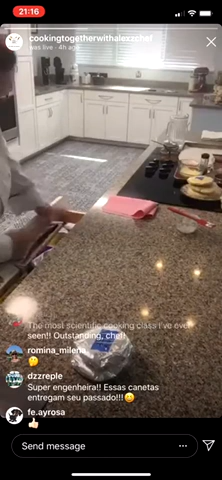 21:16
cookingtogetherwithalexzchef
was live · 4h ago
The most scientific cooking class I've ever
seen!! Outstanding, chef!
romina_milena
🤔
dzzreple
Super engenheira!! Essas canetas
entregam seu passado!!!😄
fe.ayrosa
👍🏻
Send message